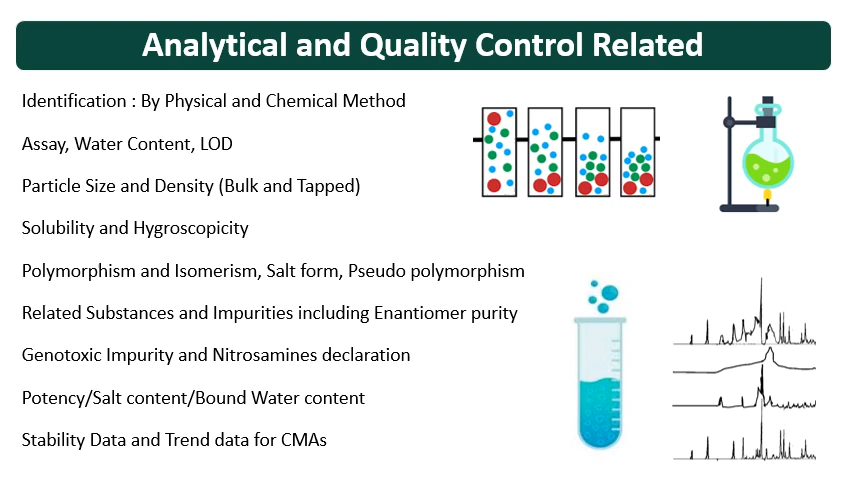 Analytical and Quality Control Related
Identification : By Physical and Chemical Method
Assay, Water Content, LOD
Particle Size and Density (Bulk and Tapped)
Solubility and Hygroscopicity
Polymorphism and Isomerism, Salt form, Pseudo polymorphism
Related Substances and Impurities including Enantiomer purity
Genotoxic Impurity and Nitrosamines declaration
Potency/Salt content/Bound Water content
Stability Data and Trend data for CMAs